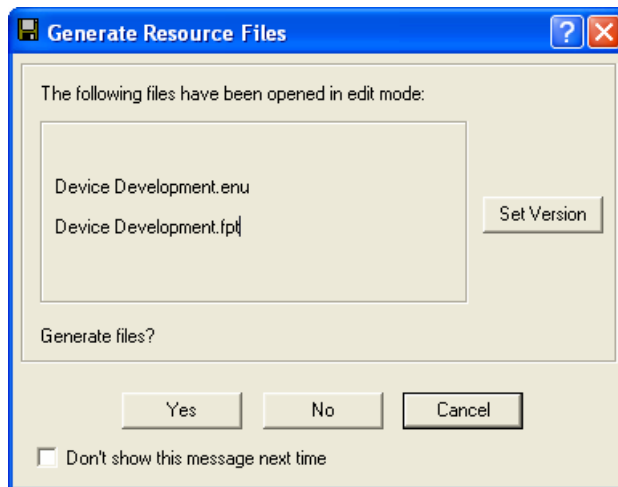 Generate Resource Files
?
The following files have been opened in edit mode:
Device Development.enu
Device Development.fpt
Set Version
Generate files?
Yes No Cancel
Don't show this message next time